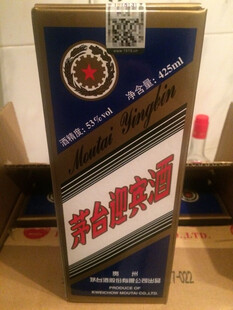 净含量:425ml
酒精度:53%vol
Moutai Yingbin
茅台迎宾酒
贵州
茅台酒股份有限公司出品
PRODUCE OF
KWEICHOW MOUTAI CO.,LTD.